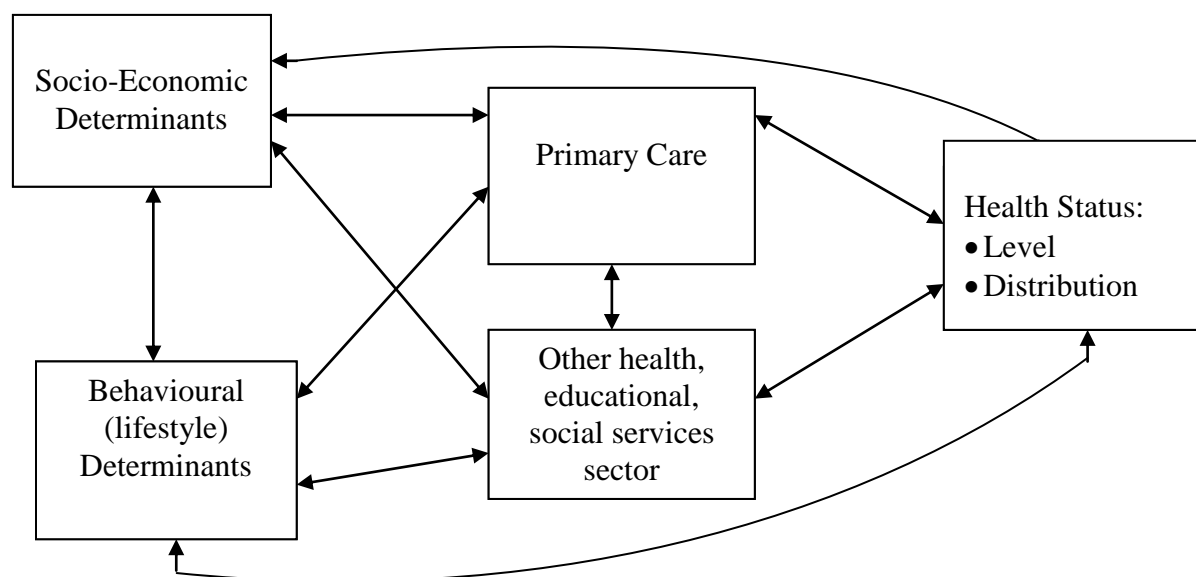 Socio-Economic
Determinants
Primary Care
Health Status:
• Level
• Distribution
Behavioural
(lifestyle)
Determinants
Other health,
educational,
social services
sector